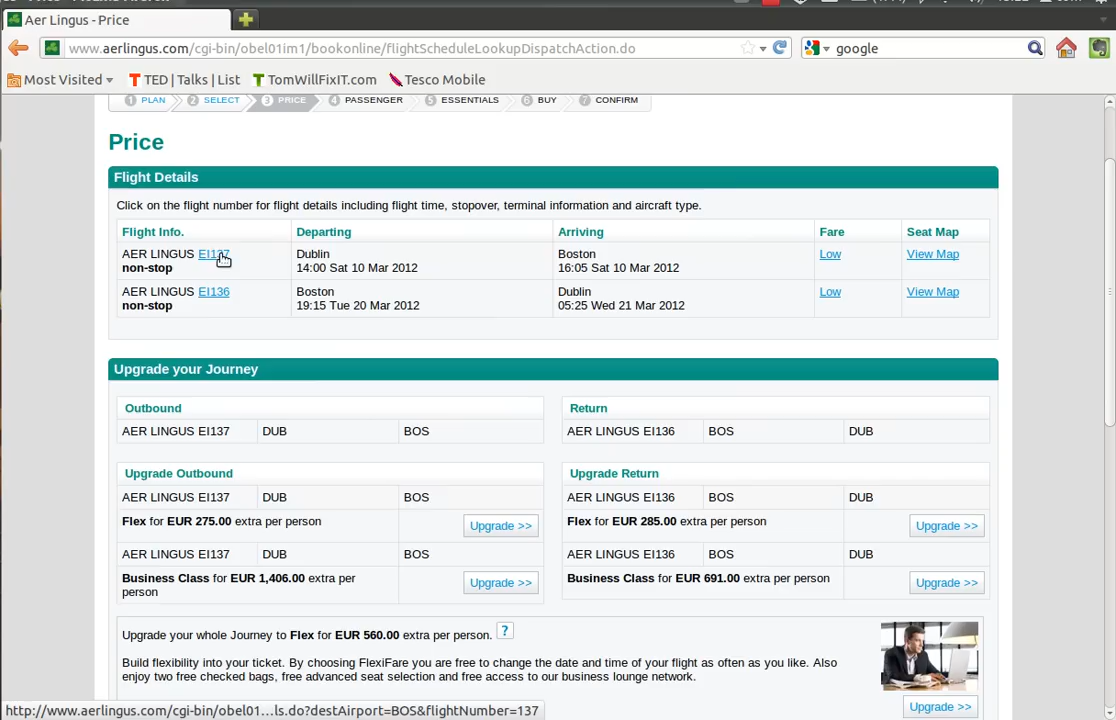 Aer Lingus - Price
www.aerlingus.com/cgi-bin/obel01im1/bookonline/flightScheduleLookupDispatchAction.do
google
Most Visited TED | Talks | List TomWillFixIT.com Tesco Mobile
1 PLAN 2 SELECT 3 PRICE 4 PASSENGER 5 ESSENTIALS 6 BUY 7 CONFIRM
Price
Flight Details
Click on the flight number for flight details including flight time, stopover, terminal information and aircraft type.
Flight Info. Departing Arriving Fare Seat Map
AER LINGUS EI137 Dublin Boston Low View Map
non-stop 14:00 Sat 10 Mar 2012 16:05 Sat 10 Mar 2012
AER LINGUS EI136 Boston Dublin Low View Map
non-stop 19:15 Tue 20 Mar 2012 05:25 Wed 21 Mar 2012
Upgrade your Journey
Outbound Return
AER LINGUS EI137 DUB BOS AER LINGUS EI136 BOS DUB
Upgrade Outbound Upgrade Return
AER LINGUS EI137 DUB BOS AER LINGUS EI136 BOS DUB
Flex for EUR 275.00 extra per person Upgrade >> Flex for EUR 285.00 extra per person Upgrade >>
AER LINGUS EI137 DUB BOS AER LINGUS EI136 BOS DUB
Business Class for EUR 1,406.00 extra per Upgrade >> Business Class for EUR 691.00 extra per person Upgrade >>
person
Upgrade your whole Journey to Flex for EUR 560.00 extra per person. ?
Build flexibility into your ticket. By choosing FlexiFare you are free to change the date and time of your flight as often as you like. Also
enjoy two free checked bags, free advanced seat selection and free access to our business lounge network.
Upgrade >>
http://www.aerlingus.com/cgi-bin/obel01...ls.do?destAirport=BOS&flightNumber=137